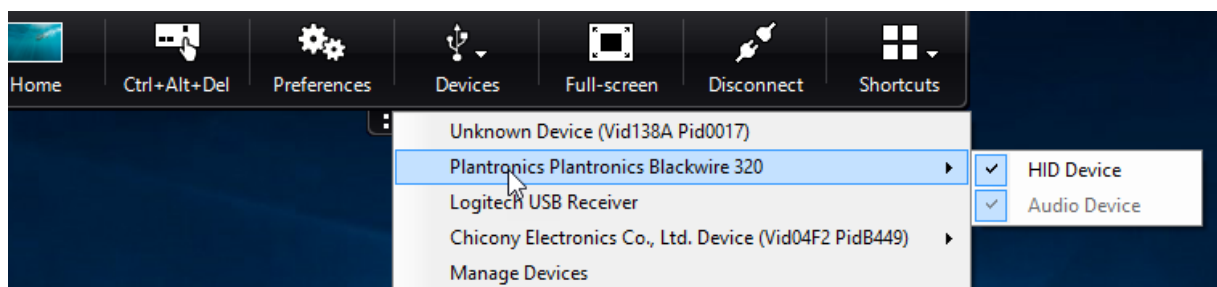 Home Ctrl+Alt+Del Preferences Devices Full-screen Disconnect Shortcuts
Unknown Device (Vid138A Pid0017)
Plantronics Plantronics Blackwire 320
HID Device
Logitech USB Receiver
Audio Device
Chicony Electronics Co., Ltd. Device (Vid04F2 PidB449)
Manage Devices